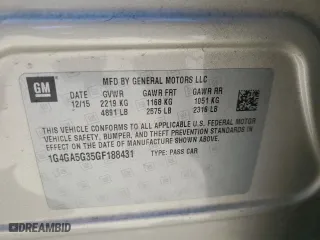 GM
MFD BY GENERAL MOTORS LLC
DATE GVWR GAWR FRT GAWR RR
12/15 2219 KG 1168 KG 1051 KG
4891 LB 2575 LB 2316 LB
THIS VEHICLE CONFORMS TO ALL APPLICABLE U.S. FEDERAL MOTOR
VEHICLE SAFETY, BUMPER, AND THEFT PREVENTION STANDARDS
IN EFFECT ON THE DATE OF MANUFACTURE SHOWN ABOVE.
1G4GA5G35GF188431 TYPE: PASS CAR
AUTOBIDMASTER